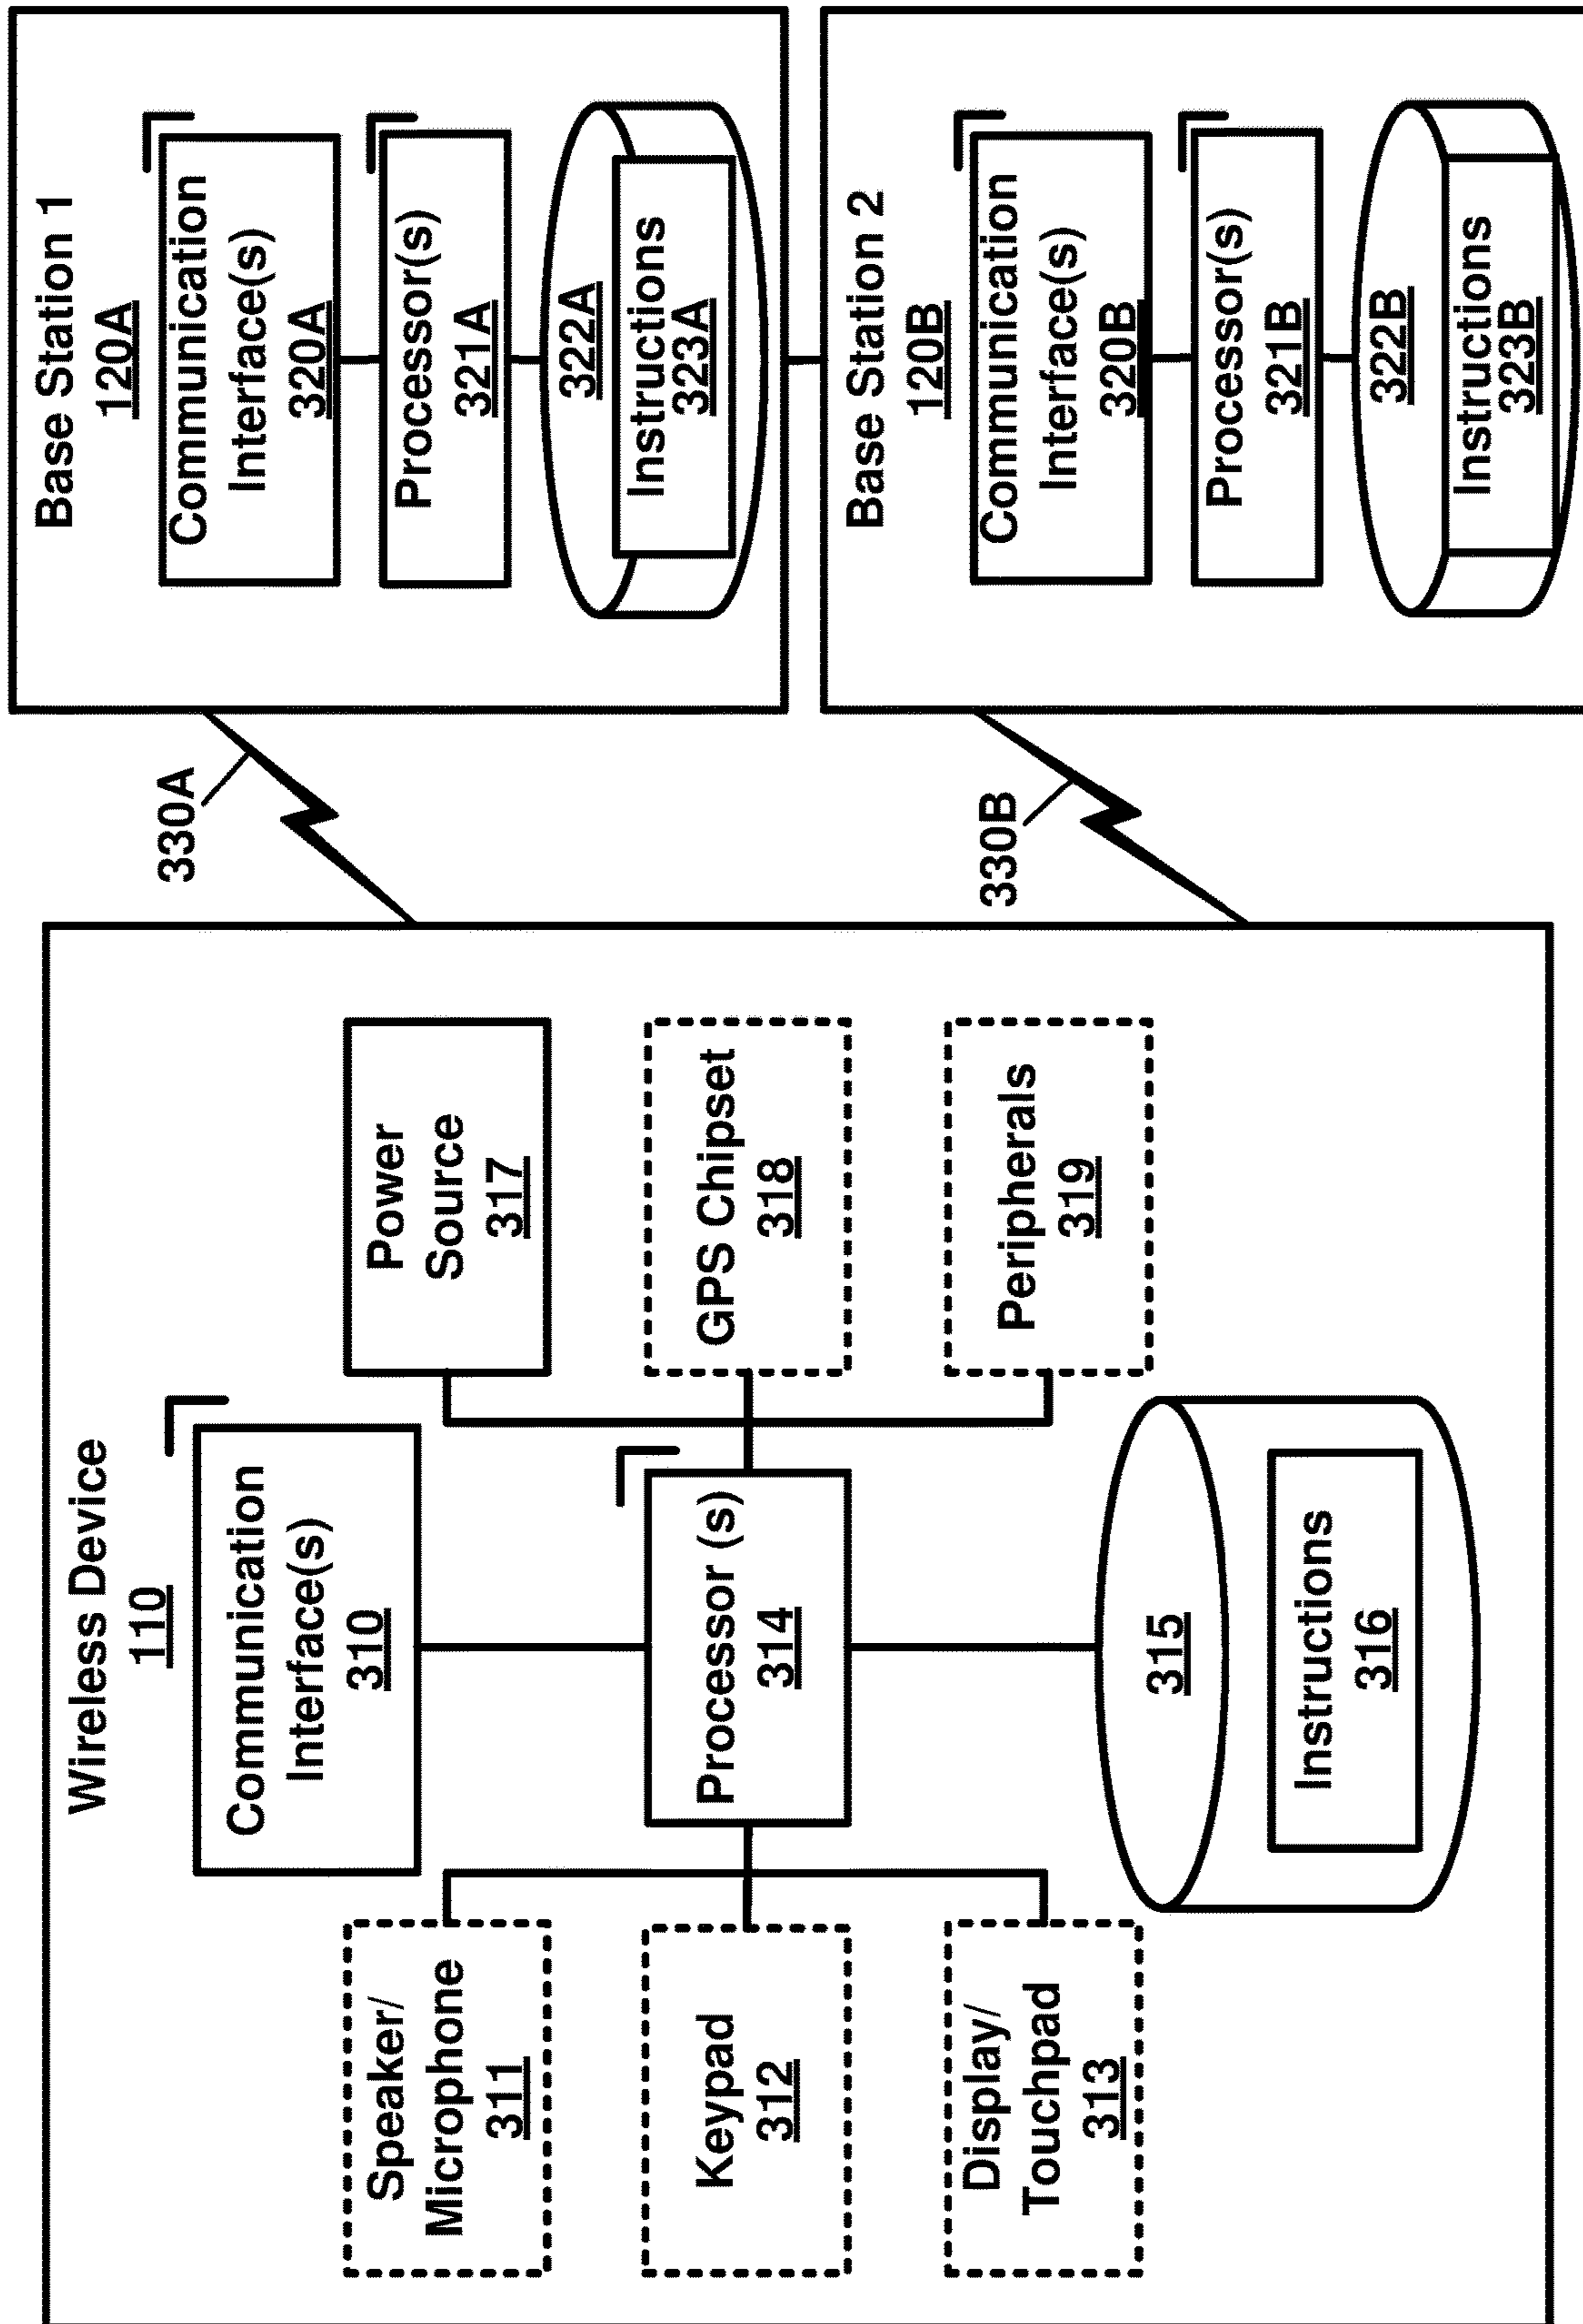 Wireless Device
110
Communication
Interface(s)
310
Speaker/
Microphone
311
Keypad
312
Display/
Touchpad
313
Processor (s)
314
315
Instructions
316
Power
Source
317
GPS Chipset
318
Peripherals
319
330A
330B
Base Station 1
120A
Communication
Interface(s)
320A
Processor(s)
321A
322A
Instructions
323A
Base Station 2
120B
Communication
Interface(s)
320B
Processor(s)
321B
322B
Instructions
323B